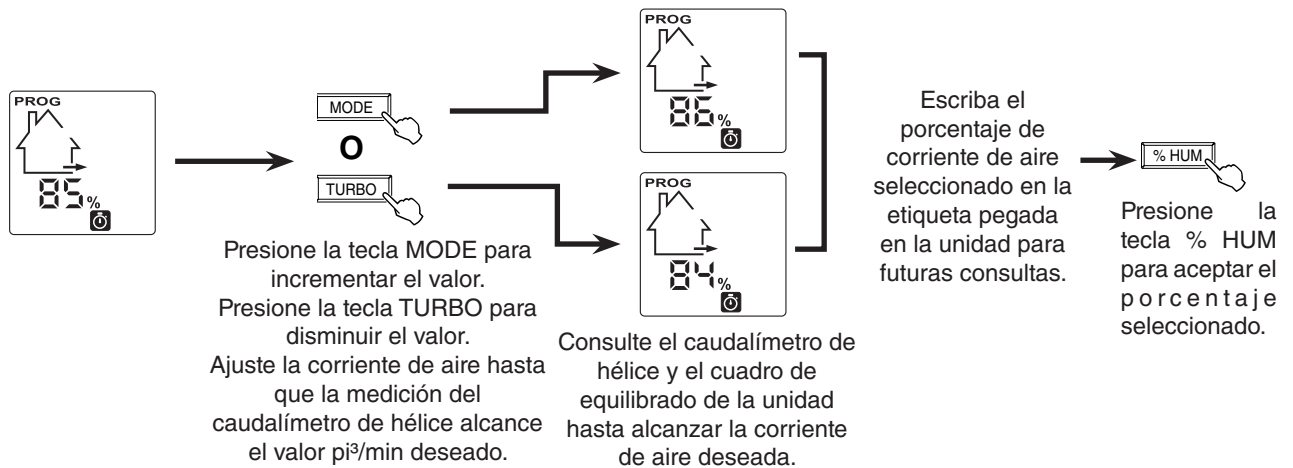 PROG
85%
MODE
O
TURBO
Presione la tecla MODE para
incrementar el valor.
Presione la tecla TURBO para
disminuir el valor.
Ajuste la corriente de aire hasta
que la medición del
caudalímetro de hélice alcance
el valor pi³/min deseado.
PROG
86%
PROG
84%
Consulte el caudalímetro de
hélice y el cuadro de
equilibrado de la unidad
hasta alcanzar la corriente
de aire deseada.
Escriba el
porcentaje de
corriente de aire
seleccionado en la
etiqueta pegada
en la unidad para
futuras consultas.
% HUM
Presione la
tecla % HUM
para aceptar el
porcentaje
seleccionado.